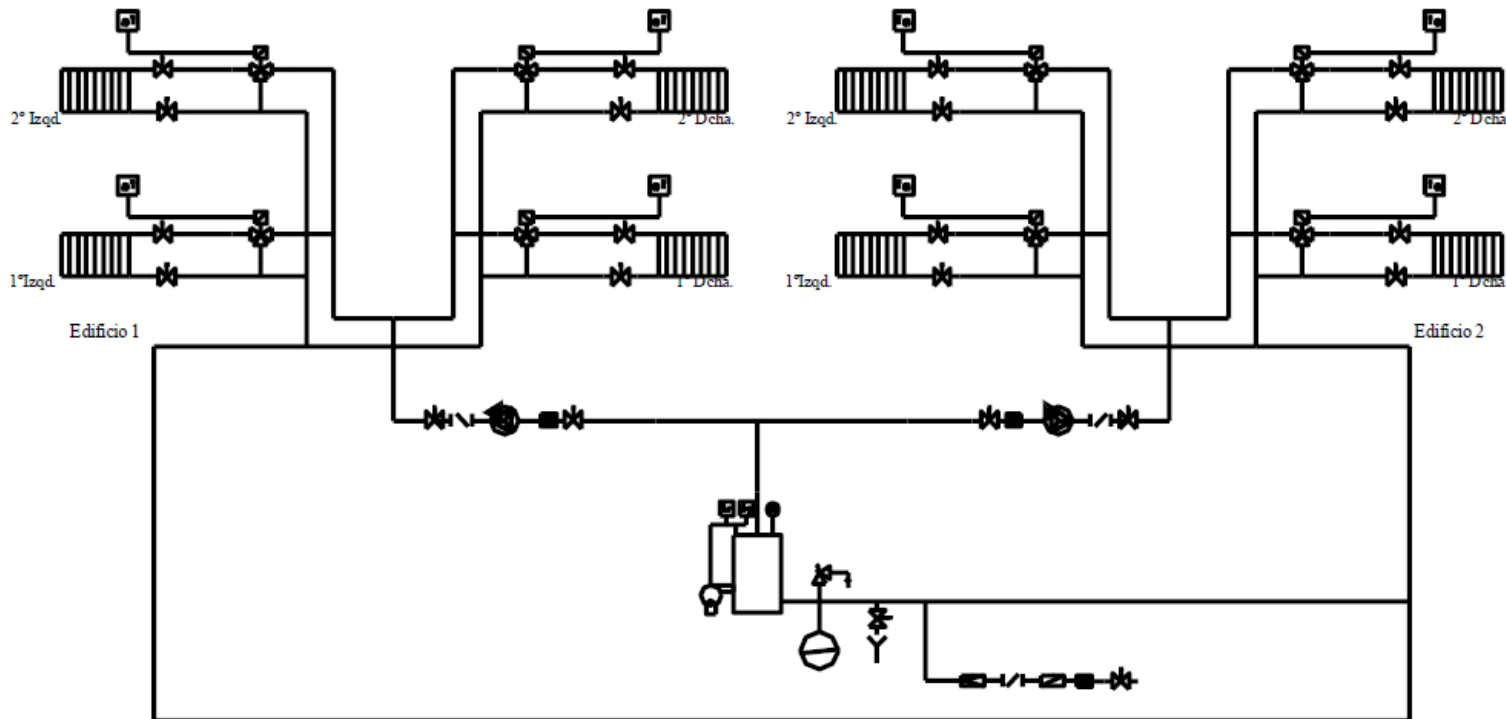 2º Izqd.
2º Dcha.
2º Izqd.
2º Dcha
1ºIzqd.
1º Dcha.
1ºIzqd.
1º Dcha
Edificio 1
Edificio 2